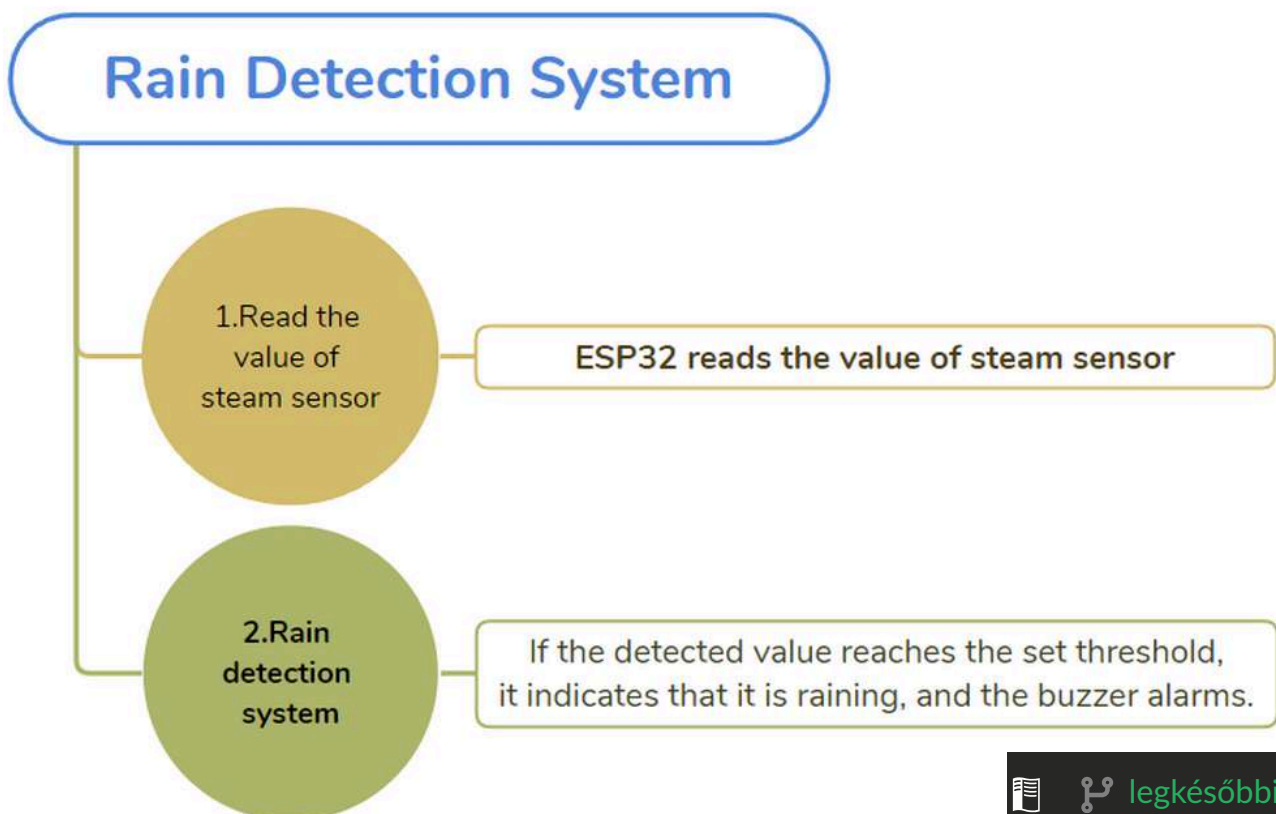 Rain Detection System
1.Read the
value of
steam sensor
ESP32 reads the value of steam sensor
2.Rain
detection
system
If the detected value reaches the set threshold,
it indicates that it is raining, and the buzzer alarms.
legkésőbbi